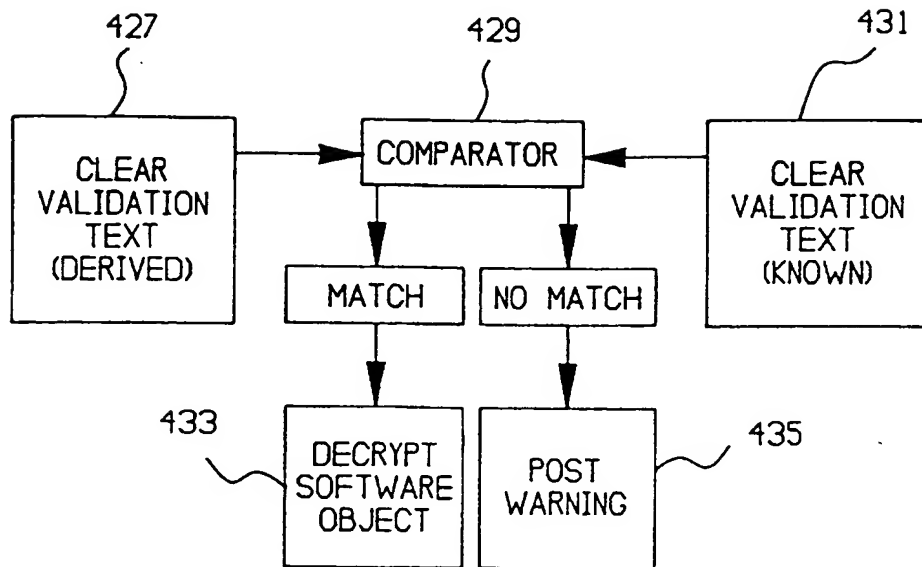 427
429
431
CLEAR
VALIDATION
TEXT
(DERIVED)
COMPARATOR
CLEAR
VALIDATION
TEXT
(KNOWN)
MATCH
NO MATCH
433
DECRYPT
SOFTWARE
OBJECT
POST
WARNING
435